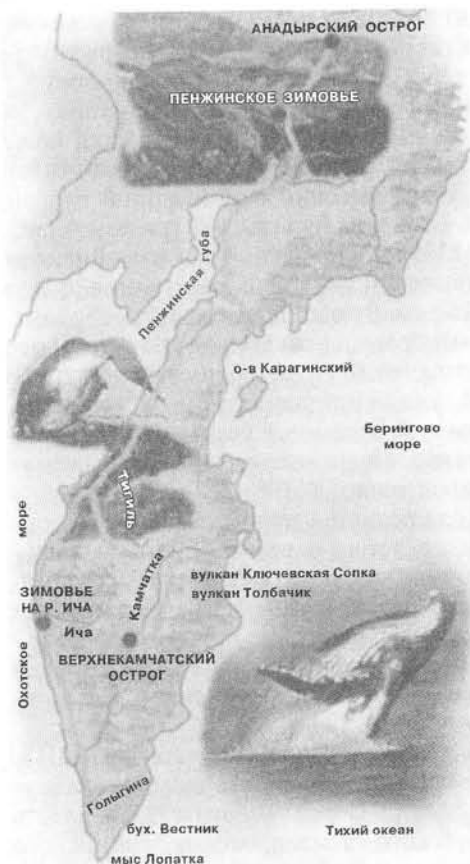 АНАДЫРСКИЙ ОСТРОГ
ПЕНЖИНСКОЕ ЗИМОВЬЕ
Пенжинская губа
о-в Карагинский
Берингово
море
ТИГИЛЬ
Охотское море
Камчатка
вулкан Ключевская Сопка
вулкан Толбачик
ЗИМОВЬЕ
НА Р. ИЧА
Ича
ВЕРХНЕКАМЧАТСКИЙ
ОСТРОГ
Голыгина
бух. Вестник
Тихий океан
мыс Лопатка